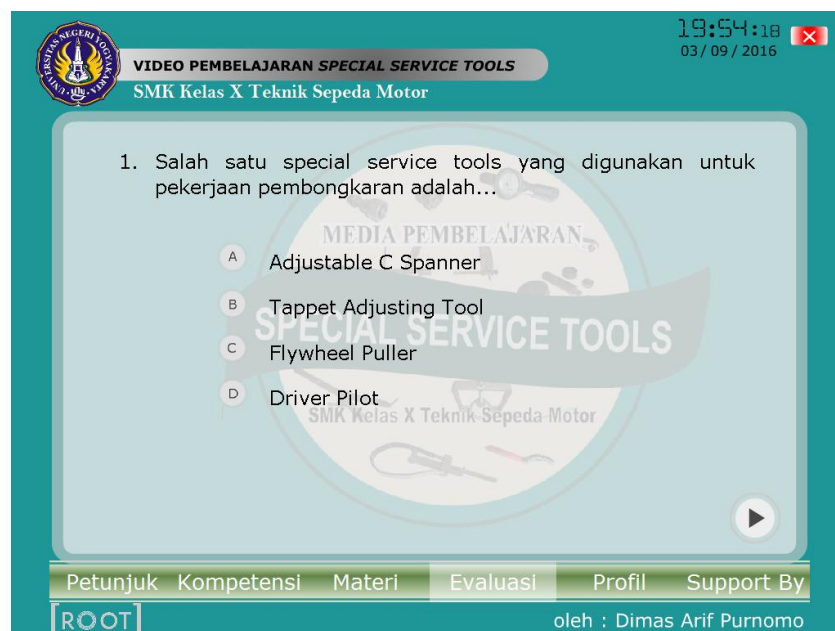 UNIVERSITAS NEGERI YOGYAKARTA
19:54:18
03/09/2016
VIDEO PEMBELAJARAN SPECIAL SERVICE TOOLS
SMK Kelas X Teknik Sepeda Motor
1. Salah satu special service tools yang digunakan untuk
pekerjaan pembongkaran adalah...
MEDIA PEMBELAJARAN
A Adjustable C Spanner
B Tappet Adjusting Tool
SPECIAL SERVICE TOOLS
C Flywheel Puller
D Driver Pilot
SMK Kelas X Teknik Sepeda Motor
Petunjuk Kompetensi Materi Evaluasi Profil Support By
[ROOT]
oleh : Dimas Arif Purnomo